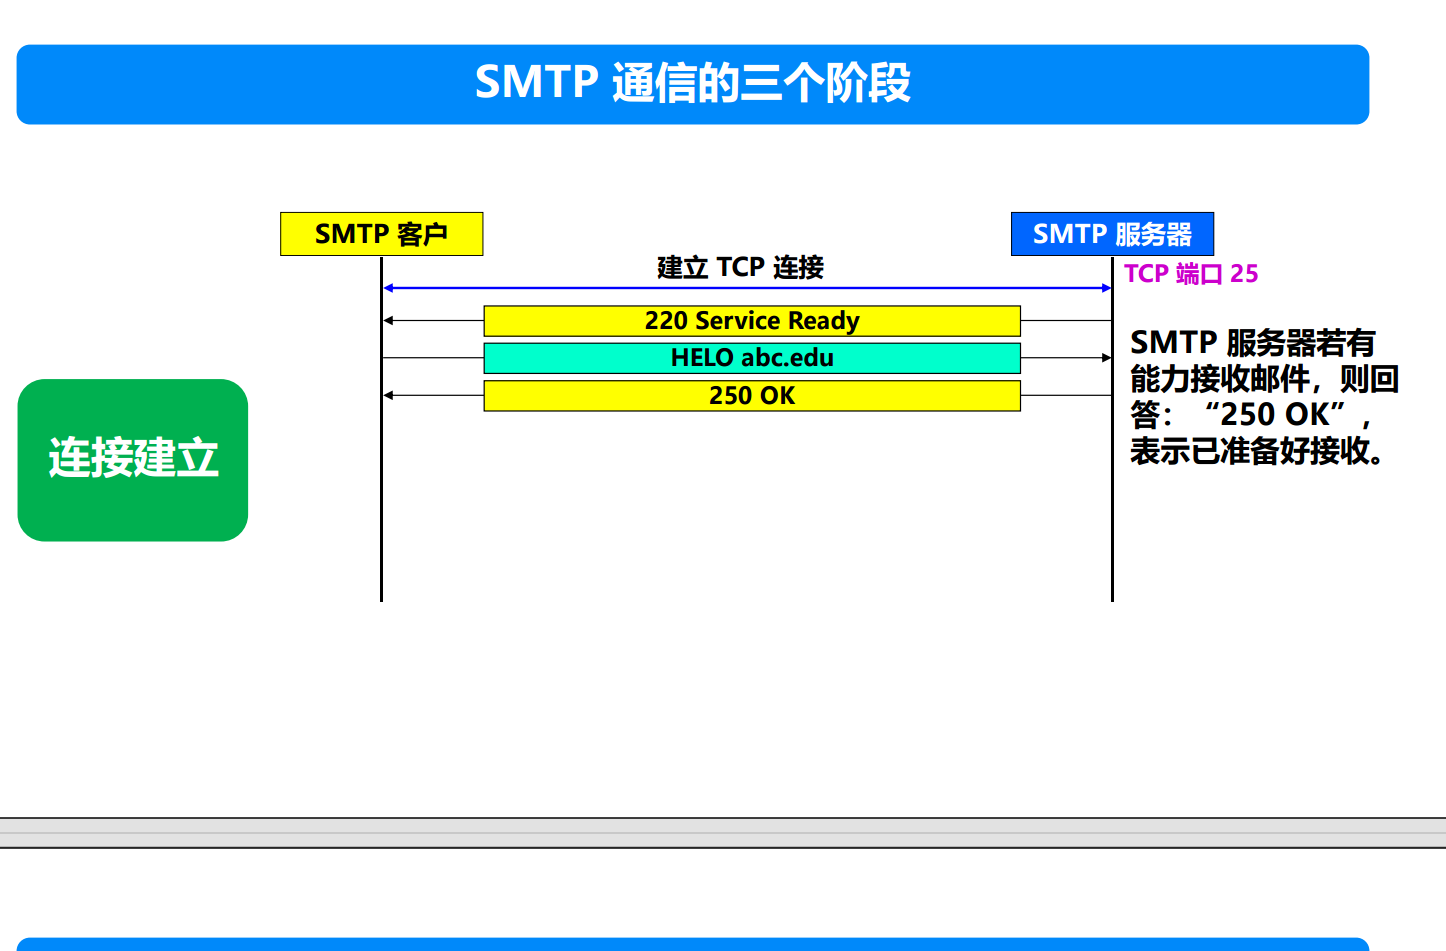 SMTP 通信的三个阶段
SMTP 客户
SMTP 服务器
建立 TCP 连接
TCP 端口 25
220 Service Ready
HELO abc.edu
250 OK
SMTP 服务器若有
能力接收邮件，则回
答：“250 OK”，
表示已准备好接收。
连接建立